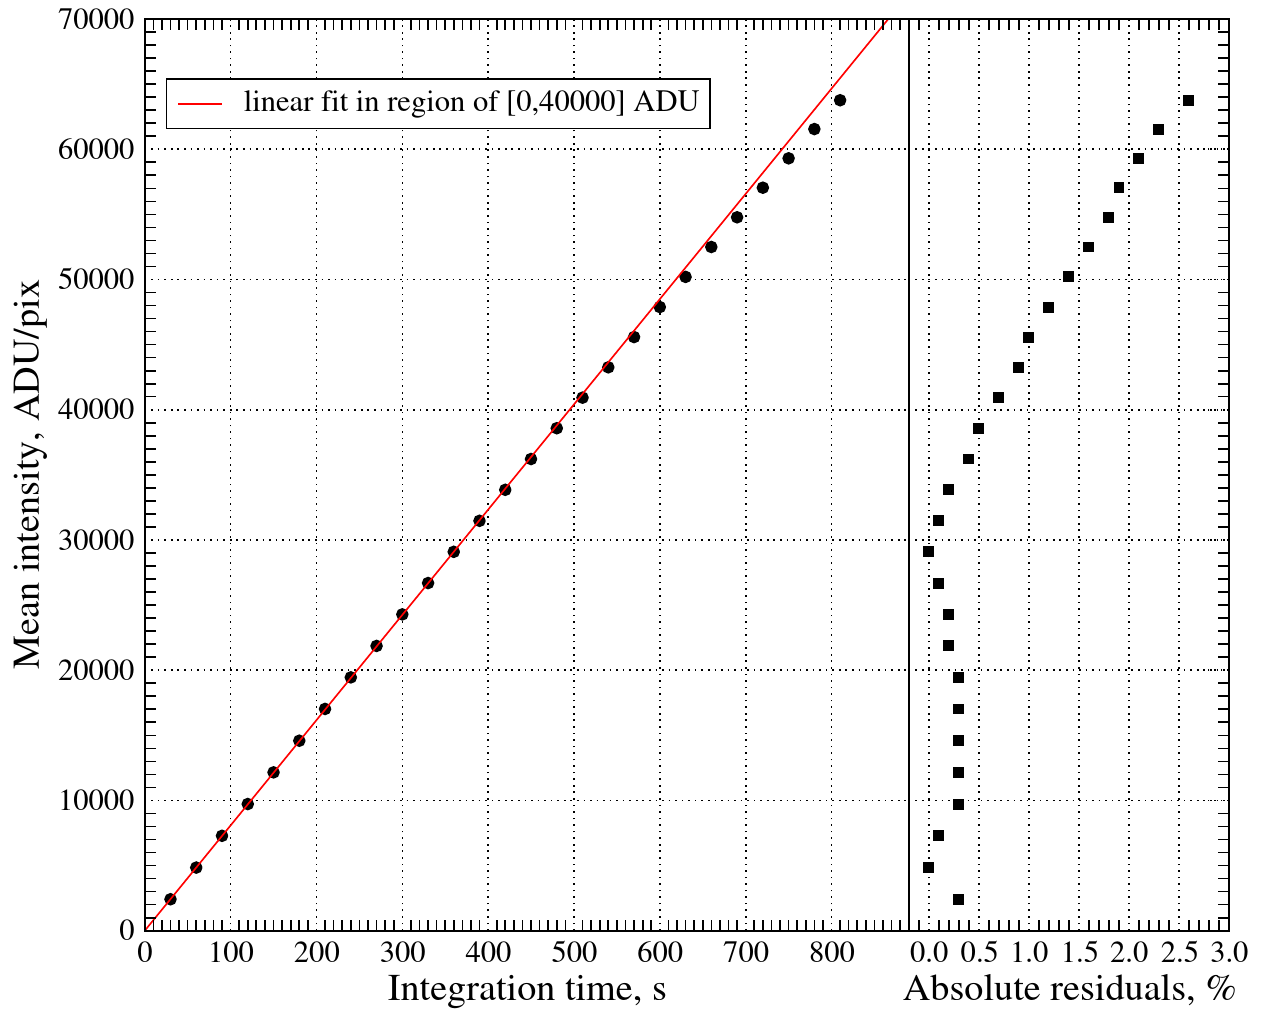 70000
60000
50000
40000
30000
20000
10000
0
Mean intensity, ADU/pix
linear fit in region of [0,40000] ADU
0 100 200 300 400 500 600 700 800
Integration time, s
0.0 0.5 1.0 1.5 2.0 2.5 3.0
Absolute residuals, %